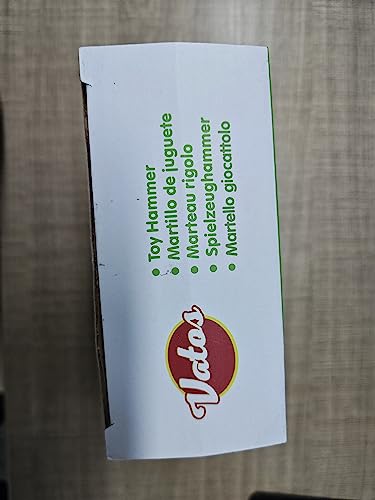 Vatos
• Toy Hammer
• Martillo de juguete
• Marteau rigolo
• Spielzeughammer
• Martello giocattolo